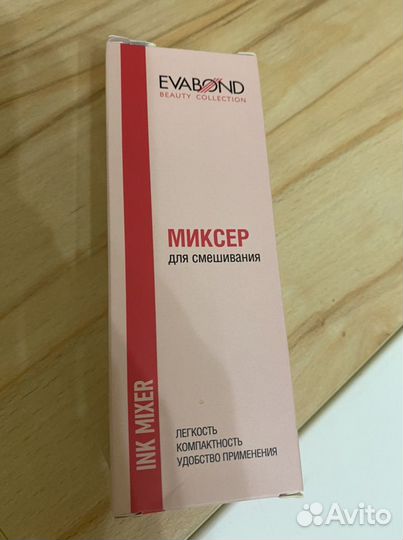 EVABOND
BEAUTY COLLECTION
МИКСЕР
для смешивания
INK MIXER
ЛЕГКОСТЬ
КОМПАКТНОСТЬ
УДОБСТВО ПРИМЕНЕНИЯ
Avito